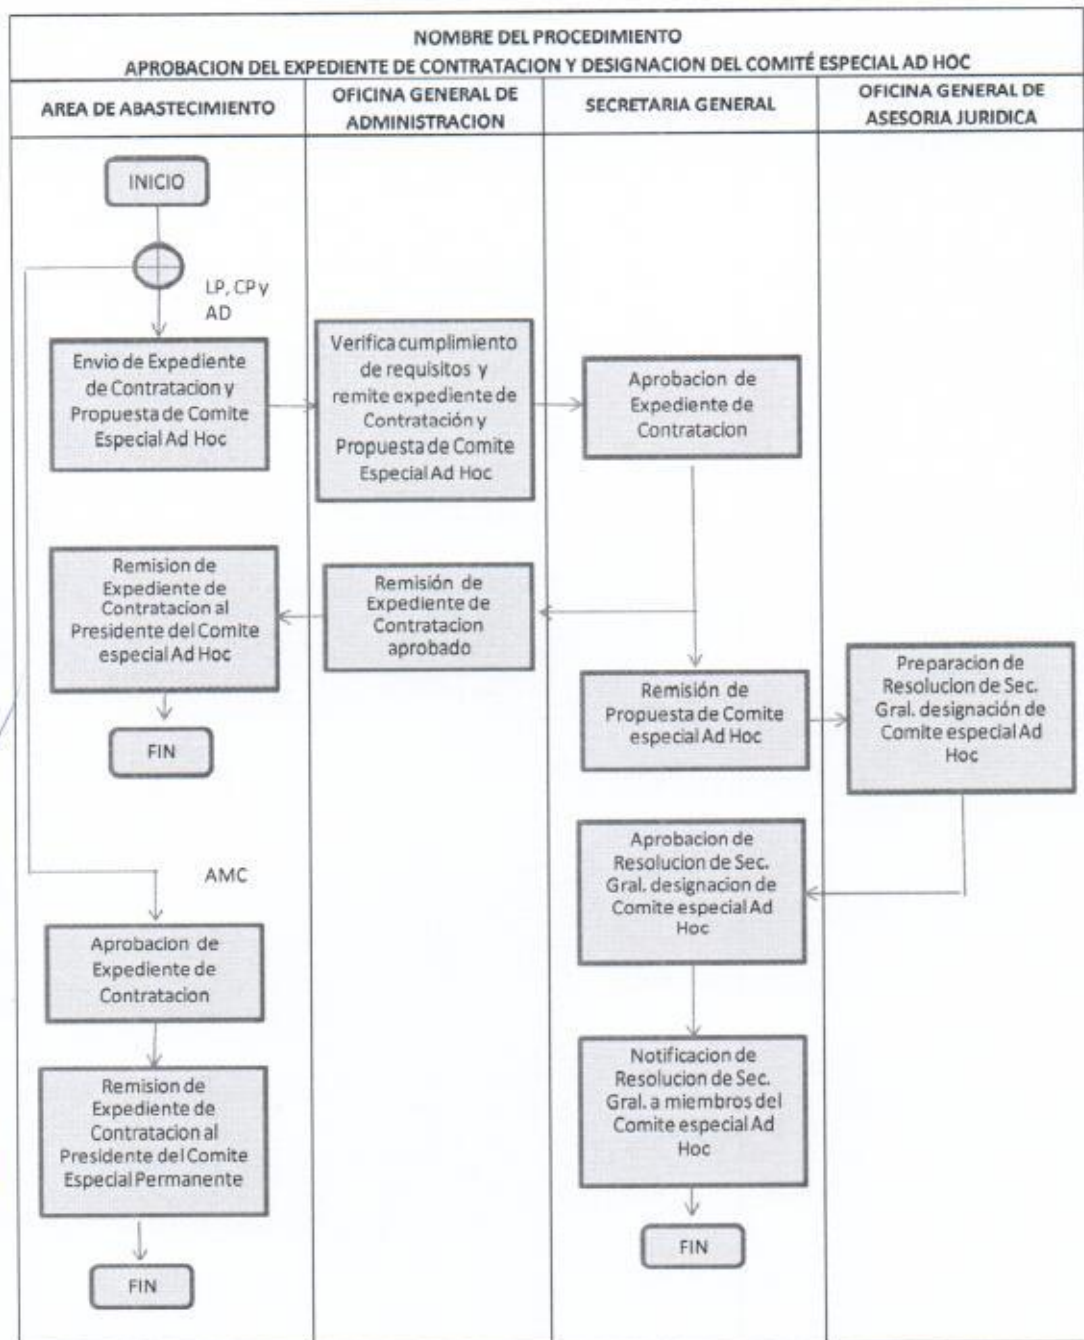 NOMBRE DEL PROCEDIMIENTO
APROBACION DEL EXPEDIENTE DE CONTRATACION Y DESIGNACION DEL COMITÉ ESPECIAL AD HOC
AREA DE ABASTECIMIENTO
OFICINA GENERAL DE
ADMINISTRACION
SECRETARIA GENERAL
OFICINA GENERAL DE
ASESORIA JURIDICA
INICIO
LP, CP y
AD
Envio de Expediente
de Contratacion y
Propuesta de Comite
Especial Ad Hoc
Verifica cumplimiento
de requisitos y
remite expediente de
Contratación y
Propuesta de Comite
Especial Ad Hoc
Aprobacion de
Expediente de
Contratacion
Remision de
Expediente de
Contratacion al
Presidente del Comite
especial Ad Hoc
Remisión de
Expediente de
Contratacion
aprobado
FIN
Remisión de
Propuesta de Comite
especial Ad Hoc
Preparacion de
Resolucion de Sec.
Gral. designación de
Comite especial Ad
Hoc
Aprobacion de
Resolucion de Sec.
Gral. designacion de
Comite especial Ad
Hoc
AMC
Aprobacion de
Expediente de
Contratacion
Remision de
Expediente de
Contratacion al
Presidente del Comite
Especial Permanente
FIN
Notificacion de
Resolucion de Sec.
Gral. a miembros del
Comite especial Ad
Hoc
FIN